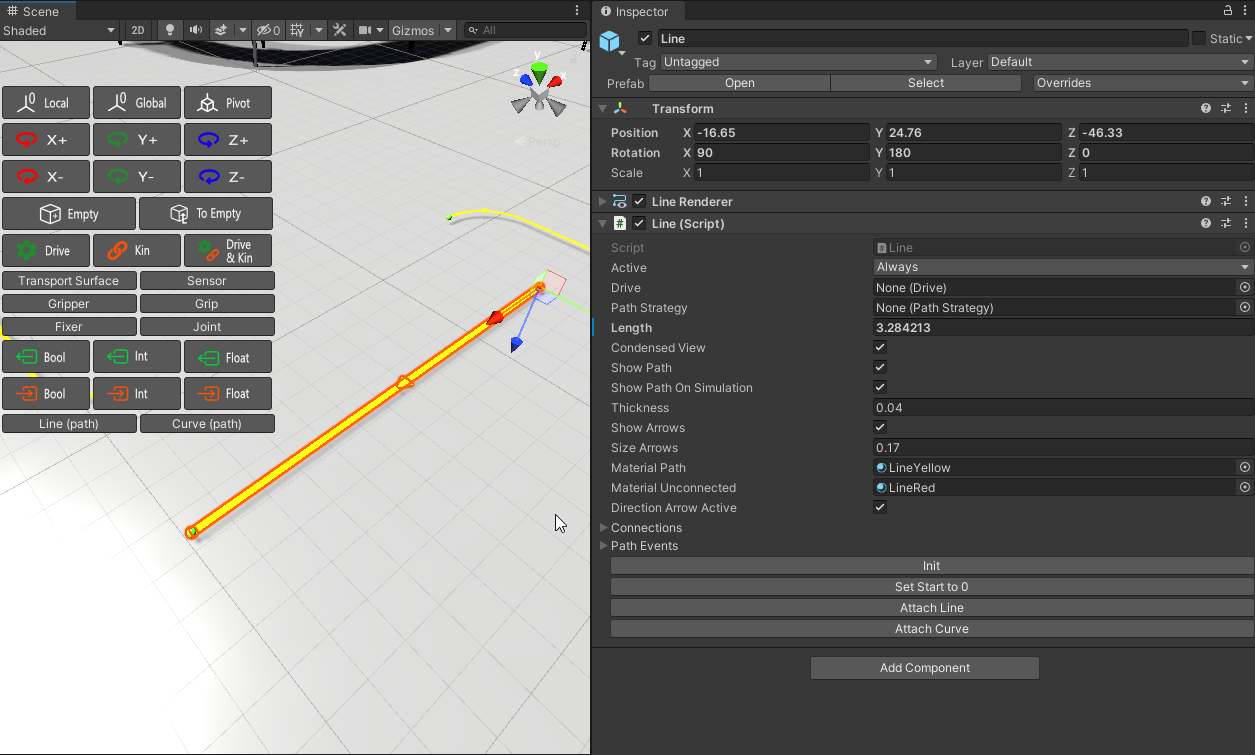 Scene
Shaded 2D 0 Gizmos All
y
z x
Persp
Local Global Pivot
X+ Y+ Z+
X- Y- Z-
Empty To Empty
Drive Kin Drive & Kin
Transport Surface Sensor
Gripper Grip
Fixer Joint
Bool Int Float
Bool Int Float
Line (path) Curve (path)
Inspector
Line Static
Tag Untagged Layer Default
Prefab Open Select Overrides
Transform
Position X -16.65 Y 24.76 Z -46.33
Rotation X 90 Y 180 Z 0
Scale X 1 Y 1 Z 1
Line Renderer
# Line (Script)
Script Line
Active Always
Drive None (Drive)
Path Strategy None (Path Strategy)
Length 3.284213
Condensed View
Show Path
Show Path On Simulation
Thickness 0.04
Show Arrows
Size Arrows 0.17
Material Path LineYellow
Material Unconnected LineRed
Direction Arrow Active
Connections
Path Events
Init
Set Start to 0
Attach Line
Attach Curve
Add Component